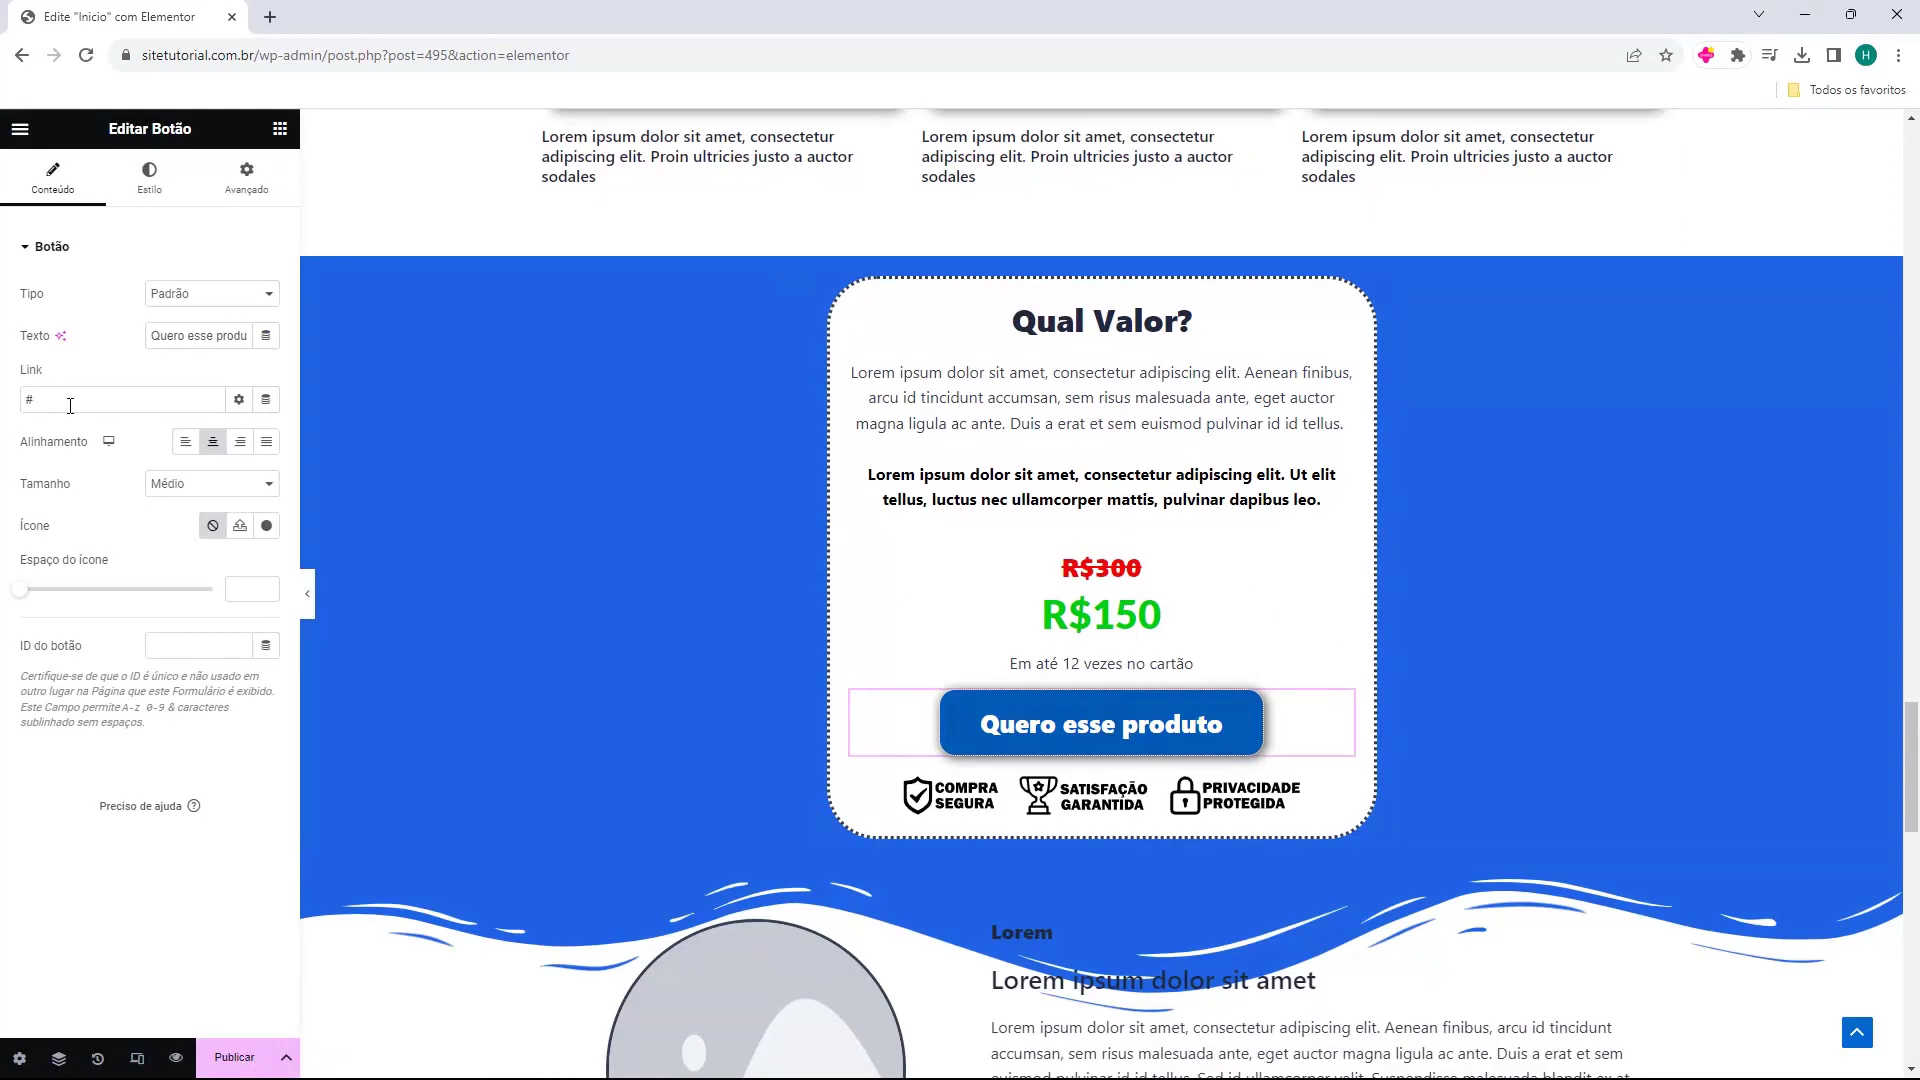 Edite "Inicio" com Elementor
sitetutorial.com.br/wp-admin/post.php?post=495&action=elementor
H
Todos os favoritos
Editar Botão
Conteúdo
Estilo
Avançado
Botão
Tipo
Padrão
Texto
Quero esse produ
Link
#
Alinhamento
Tamanho
Médio
Ícone
Espaço do ícone
ID do botão
Certifique-se de que o ID é único e não usado em
outro lugar na Página que este Formulário é exibido.
Este Campo permite A-z 0-9 & caracteres
sublinhado sem espaços.
Preciso de ajuda
Publicar
Lorem ipsum dolor sit amet, consectetur
adipiscing elit. Proin ultricies justo a auctor
sodales
Lorem ipsum dolor sit amet, consectetur
adipiscing elit. Proin ultricies justo a auctor
sodales
Lorem ipsum dolor sit amet, consectetur
adipiscing elit. Proin ultricies justo a auctor
sodales
Qual Valor?
Lorem ipsum dolor sit amet, consectetur adipiscing elit. Aenean finibus,
arcu id tincidunt accumsan, sem risus malesuada ante, eget auctor
magna ligula ac ante. Duis a erat et sem euismod pulvinar id id tellus.
Lorem ipsum dolor sit amet, consectetur adipiscing elit. Ut elit
tellus, luctus nec ullamcorper mattis, pulvinar dapibus leo.
R$300
R$150
Em até 12 vezes no cartão
Quero esse produto
COMPRA
SEGURA
SATISFAÇÃO
GARANTIDA
PRIVACIDADE
PROTEGIDA
Lorem
Lorem ipsum dolor sit amet
Lorem ipsum dolor sit amet, consectetur adipiscing elit. Aenean finibus, arcu id tincidunt
accumsan, sem risus malesuada ante, eget auctor magna ligula ac ante. Duis a erat et sem